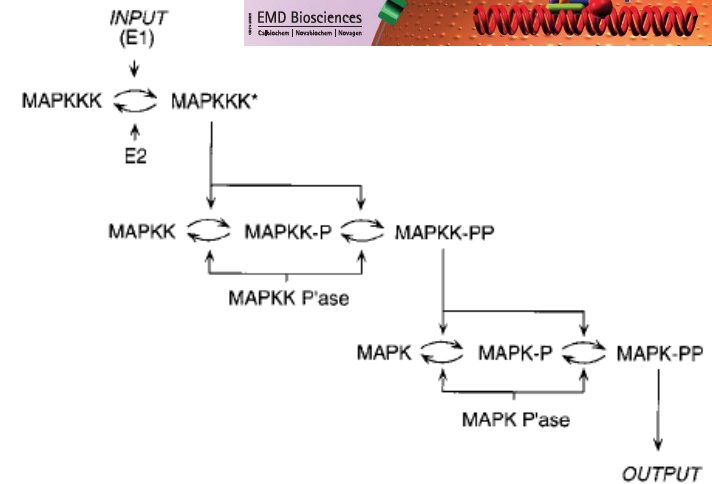 INPUT
(E1)
EMD Biosciences
Calbiochem | Novabiochem | Novagen
MAPKKK
MAPKKK*
E2
MAPKK
MAPKK-P
MAPKK-PP
MAPKK P'ase
MAPK
MAPK-P
MAPK-PP
MAPK P'ase
OUTPUT